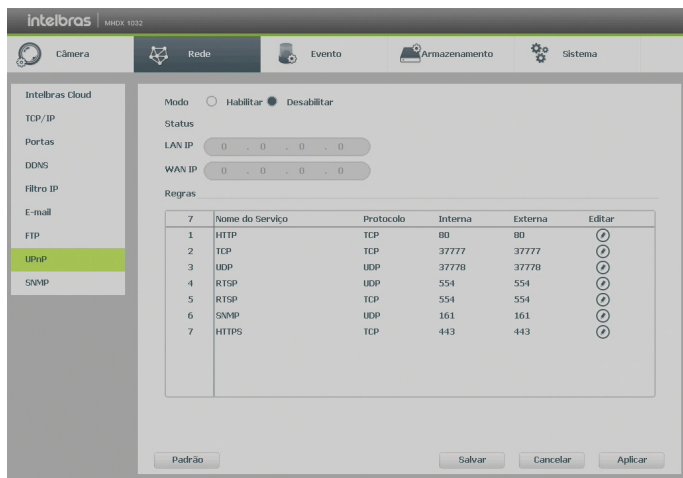 intelbras MHDX 1032
Câmera Rede Evento Armazenamento Sistema
Intelbras Cloud
TCP/IP
Portas
DDNS
Filtro IP
E-mail
FTP
UPnP
SNMP
Modo Habilitar Desabilitar
Status
LAN IP 0 . 0 . 0 . 0
WAN IP 0 . 0 . 0 . 0
Regras
7 Nome do Serviço Protocolo Interna Externa Editar
1 HTTP TCP 80 80
2 TCP TCP 37777 37777
3 UDP UDP 37778 37778
4 RTSP UDP 554 554
5 RTSP TCP 554 554
6 SNMP UDP 161 161
7 HTTPS TCP 443 443
Padrão Salvar Cancelar Aplicar